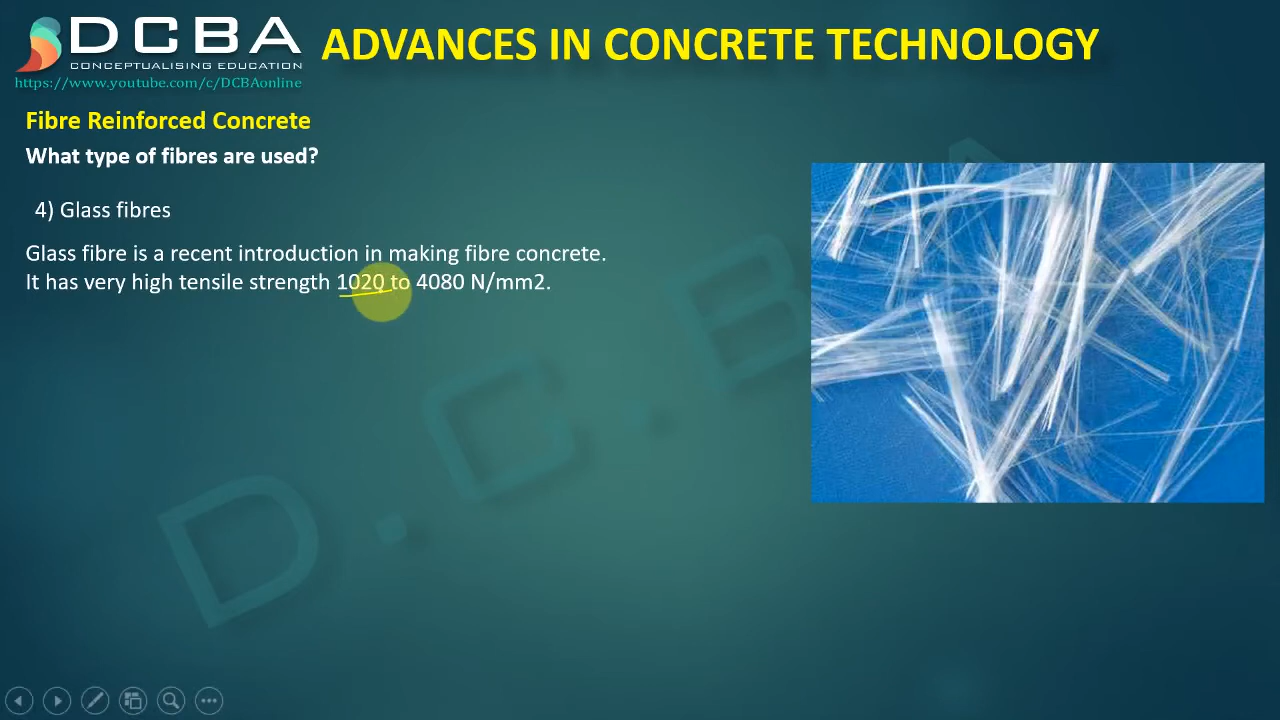 DCBA
CONCEPTUALISING EDUCATION
https://www.youtube.com/c/DCBAonline
ADVANCES IN CONCRETE TECHNOLOGY
Fibre Reinforced Concrete
What type of fibres are used?
4) Glass fibres
Glass fibre is a recent introduction in making fibre concrete.
It has very high tensile strength 1020 to 4080 N/mm2.
D.C.B.A